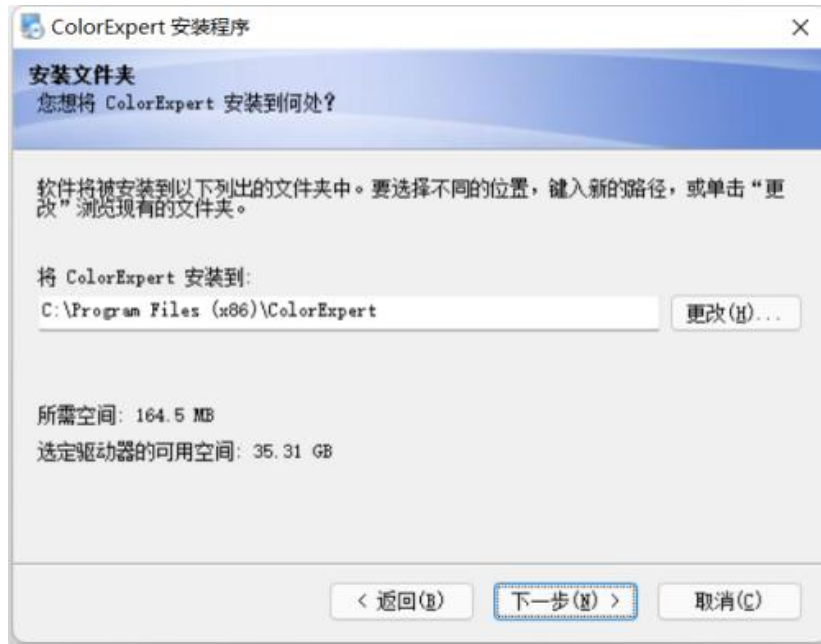 ColorExpert 安装程序
安装文件夹
您想将 ColorExpert 安装到何处?
软件将被安装到以下列出的文件夹中。要选择不同的位置，键入新的路径，或单击“更
改”浏览现有的文件夹。
将 ColorExpert 安装到:
C:\Program Files (x86)\ColorExpert
更改(H)...
所需空间: 164.5 MB
选定驱动器的可用空间: 35.31 GB
< 返回(B)
下一步(N) >
取消(C)